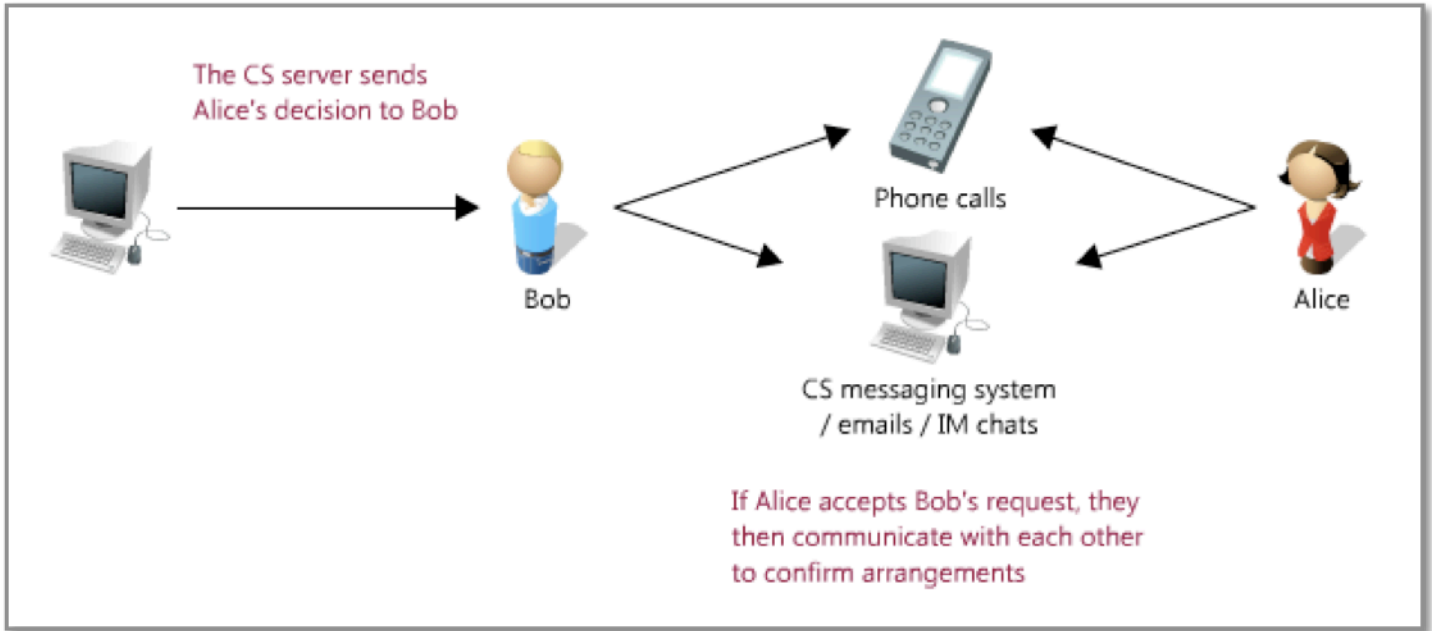 The CS server sends
Alice's decision to Bob
Phone calls
Bob
Alice
CS messaging system
/ emails / IM chats
If Alice accepts Bob's request, they
then communicate with each other
to confirm arrangements